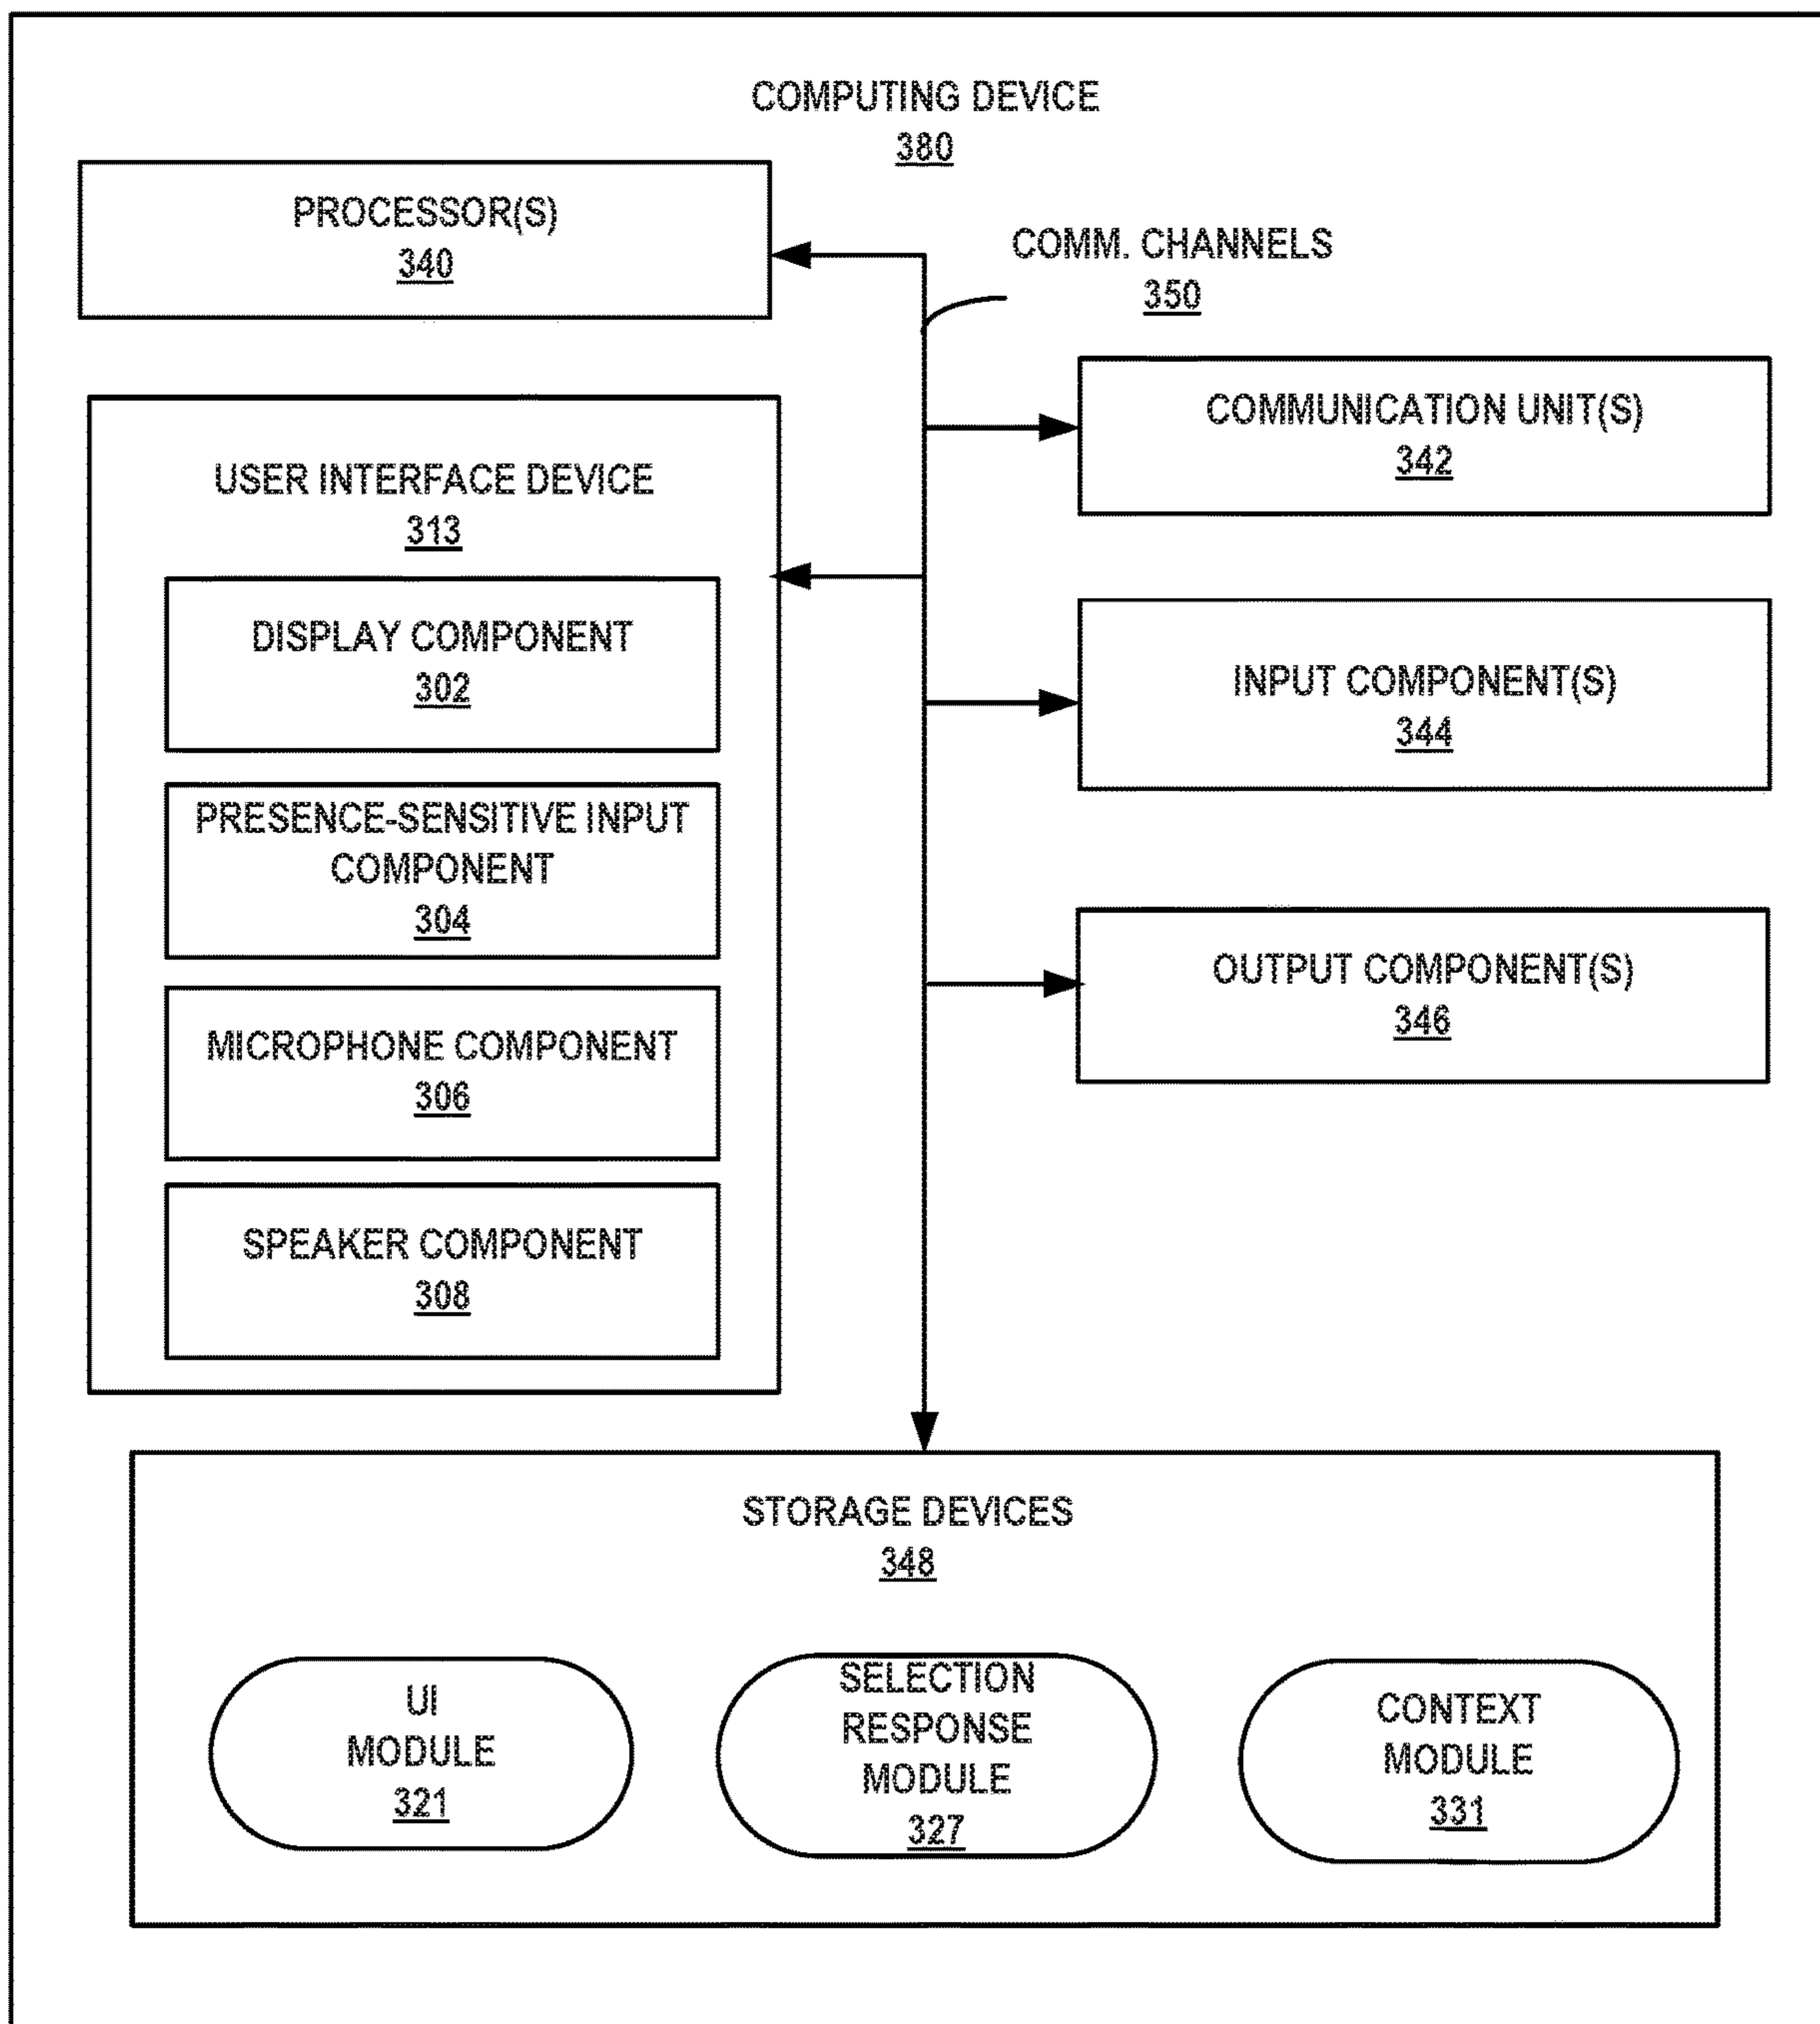 COMPUTING DEVICE
380
PROCESSOR(S)
340
COMM. CHANNELS
350
COMMUNICATION UNIT(S)
342
USER INTERFACE DEVICE
313
DISPLAY COMPONENT
302
INPUT COMPONENT(S)
344
PRESENCE-SENSITIVE INPUT
COMPONENT
304
OUTPUT COMPONENT(S)
346
MICROPHONE COMPONENT
306
SPEAKER COMPONENT
308
STORAGE DEVICES
348
UI
MODULE
321
SELECTION
RESPONSE
MODULE
327
CONTEXT
MODULE
331